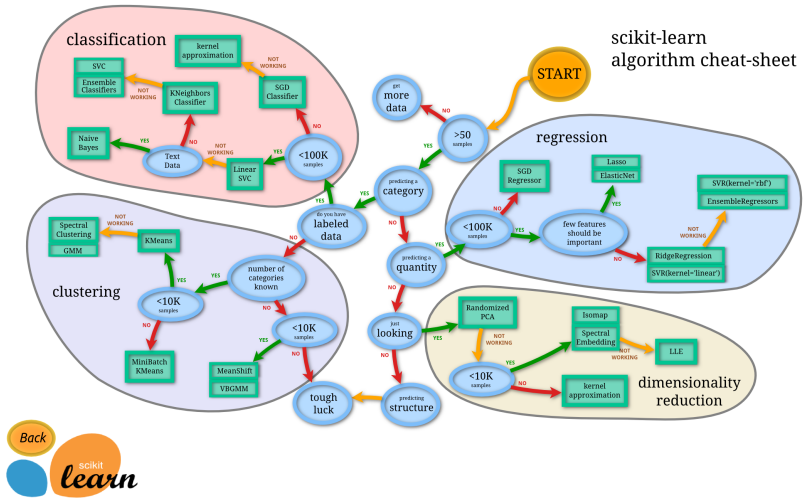 scikit-learn
algorithm cheat-sheet
START
get
more
data
NO
>50
samples
YES
predicting a
category
YES
NO
do you have
labeled
data
YES
NO
predicting a
quantity
YES
NO
just
looking
YES
NO
predicting
structure
tough
luck
classification
kernel
approximation
NOT
WORKING
SGD
Classifier
NO
<100K
samples
YES
Linear
SVC
NOT
WORKING
Text
Data
YES
NO
Naive
Bayes
KNeighbors
Classifier
NOT
WORKING
SVC
Ensemble
Classifiers
regression
<100K
samples
NO
YES
SGD
Regressor
few features
should be
important
YES
NO
Lasso
ElasticNet
RidgeRegression
SVR(kernel='linear')
NOT
WORKING
SVR(kernel='rbf')
EnsembleRegressors
clustering
number of
categories
known
YES
NO
<10K
samples
YES
NO
KMeans
NOT
WORKING
Spectral
Clustering
GMM
MiniBatch
KMeans
<10K
samples
YES
NO
MeanShift
VBGMM
dimensionality
reduction
Randomized
PCA
NOT
WORKING
<10K
samples
YES
NO
Isomap
Spectral
Embedding
NOT
WORKING
LLE
kernel
approximation
Back
scikit
learn